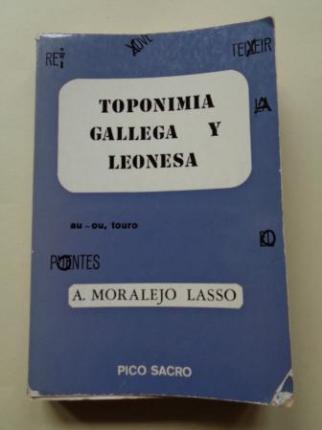 TEIXEIR
TOPONIMIA
GALLEGA Y
LEONESA
au - ou, touro
A. MORALEJO LASSO
PICO SACRO